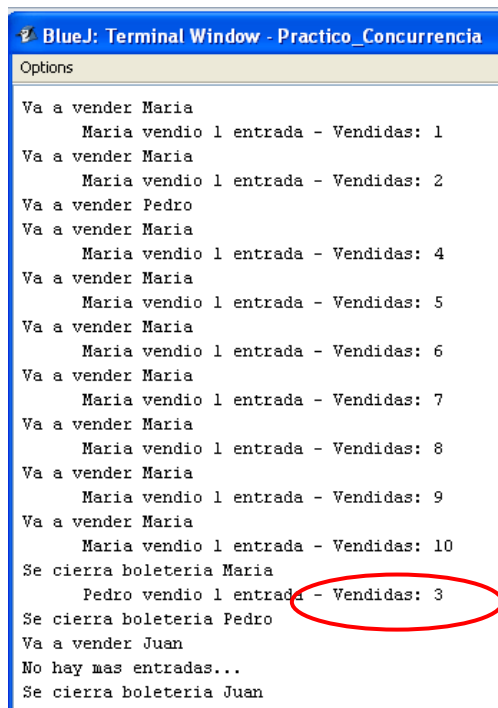 BlueJ: Terminal Window - Practico_Concurrencia
Options
Va a vender Maria
Maria vendio 1 entrada - Vendidas: 1
Va a vender Maria
Maria vendio 1 entrada - Vendidas: 2
Va a vender Pedro
Va a vender Maria
Maria vendio 1 entrada - Vendidas: 4
Va a vender Maria
Maria vendio 1 entrada - Vendidas: 5
Va a vender Maria
Maria vendio 1 entrada - Vendidas: 6
Va a vender Maria
Maria vendio 1 entrada - Vendidas: 7
Va a vender Maria
Maria vendio 1 entrada - Vendidas: 8
Va a vender Maria
Maria vendio 1 entrada - Vendidas: 9
Va a vender Maria
Maria vendio 1 entrada - Vendidas: 10
Se cierra boleteria Maria
Pedro vendio 1 entrada - Vendidas: 3
Se cierra boleteria Pedro
Va a vender Juan
No hay mas entradas...
Se cierra boleteria Juan